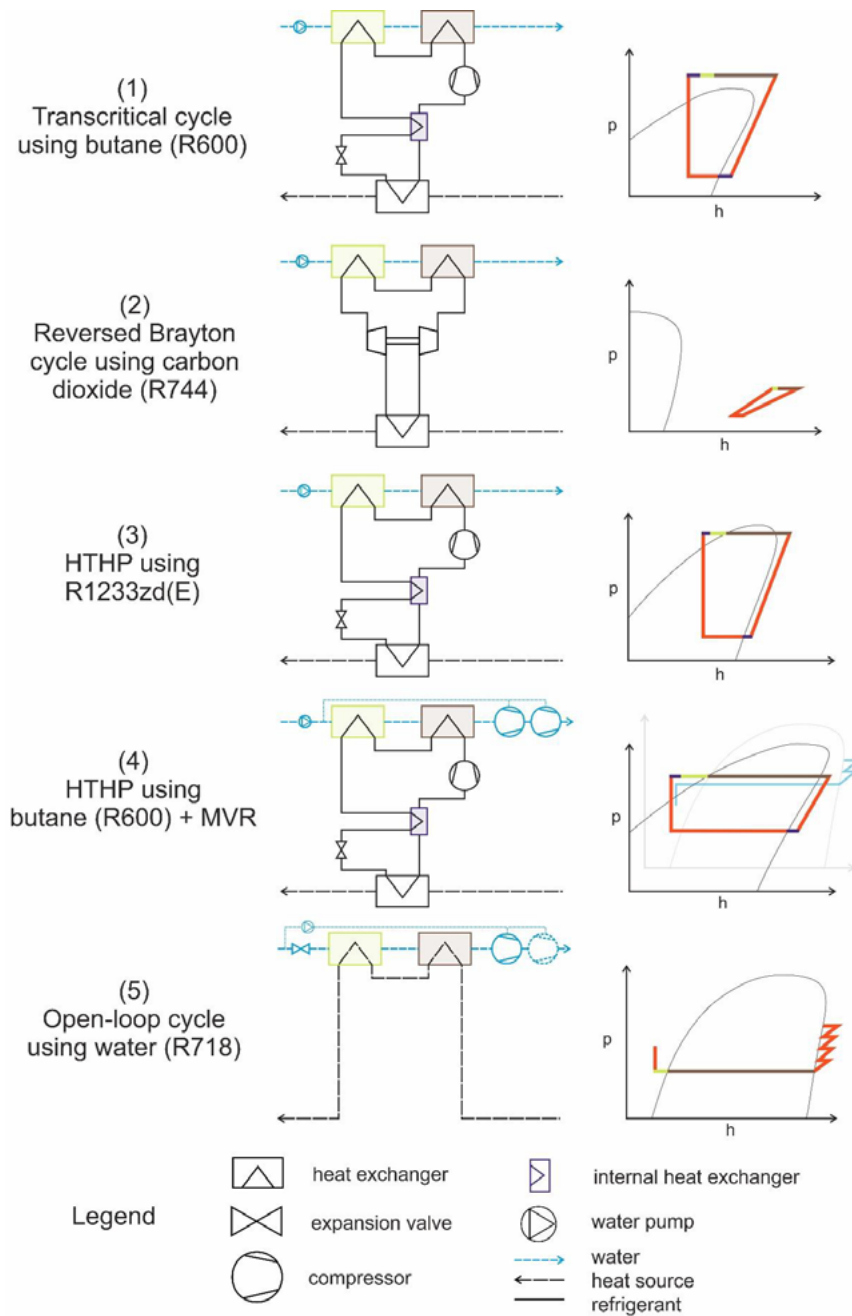 (1)
Transcritical cycle
using butane (R600)
p
h
(2)
Reversed Brayton
cycle using carbon
dioxide (R744)
p
h
(3)
HTHP using
R1233zd(E)
p
h
(4)
HTHP using
butane (R600) + MVR
p
h
(5)
Open-loop cycle
using water (R718)
p
h
Legend
heat exchanger
internal heat exchanger
expansion valve
water pump
compressor
water
heat source
refrigerant